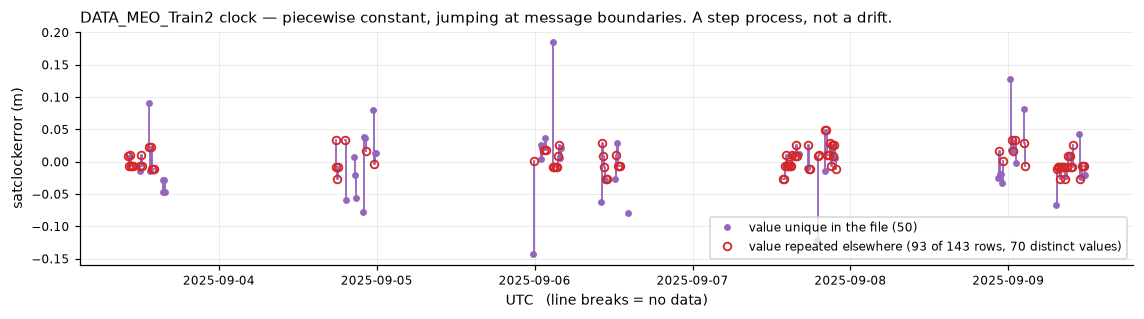 DATA_MEO_Train2 clock — piecewise constant, jumping at message boundaries. A step process, not a drift.
satclockerror (m)
0.20
0.15
0.10
0.05
0.00
−0.05
−0.10
−0.15
value unique in the file (50)
value repeated elsewhere (93 of 143 rows, 70 distinct values)
2025-09-04
2025-09-05
2025-09-06
2025-09-07
2025-09-08
2025-09-09
UTC   (line breaks = no data)